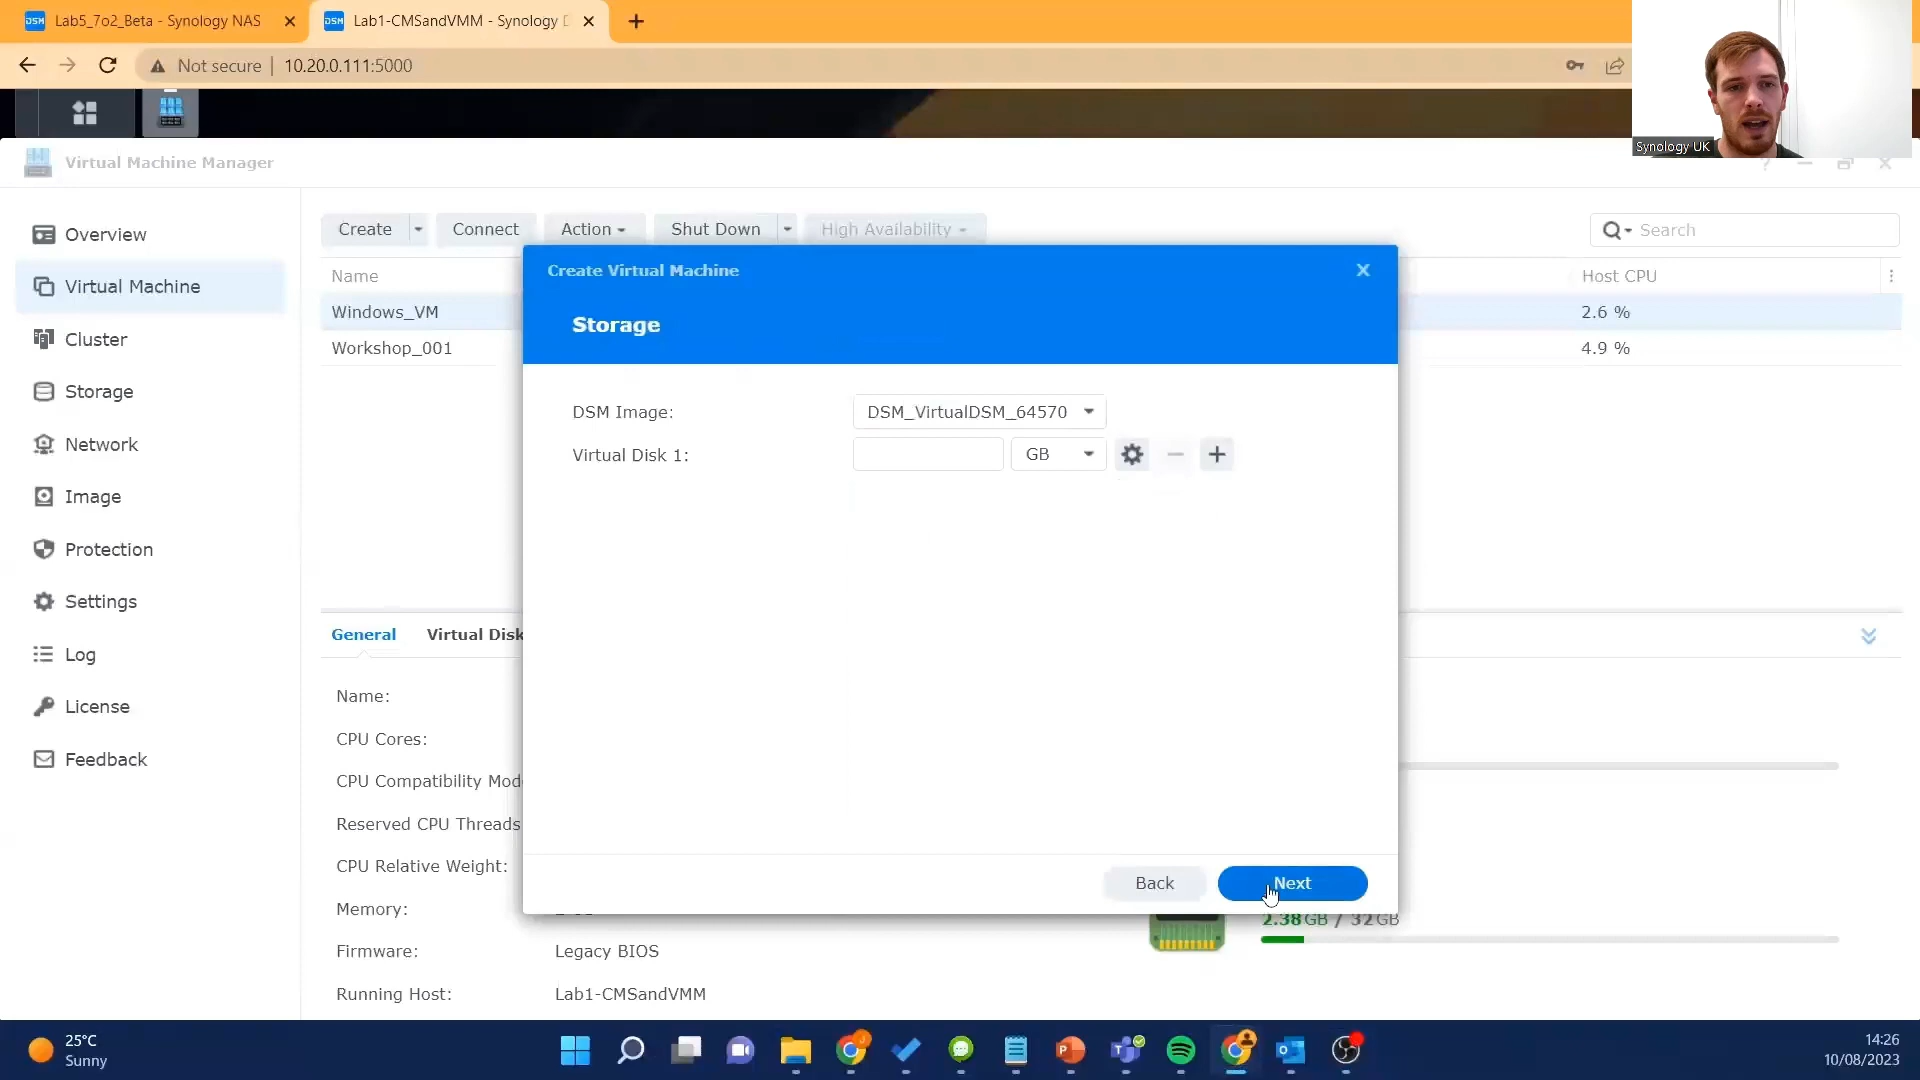 Lab5_7o2_Beta - Synology NAS
Lab1-CMSandVMM - Synology
Not secure
10.20.0.111:5000
Synology UK
Virtual Machine Manager
Overview
Virtual Machine
Cluster
Storage
Network
Image
Protection
Settings
Log
License
Feedback
Create
Connect
Action
Shut Down
High Availability
Search
Name
Host CPU
Windows_VM
2.6 %
Workshop_001
4.9 %
Create Virtual Machine
Storage
DSM Image:
DSM_VirtualDSM_64570
Virtual Disk 1:
GB
Back
Next
General
Virtual Disk
Name:
CPU Cores:
CPU Compatibility Mod
Reserved CPU Threads
CPU Relative Weight:
Memory:
2.38 GB / 32 GB
Firmware:
Legacy BIOS
Running Host:
Lab1-CMSandVMM
25°C
Sunny
14:26
10/08/2023